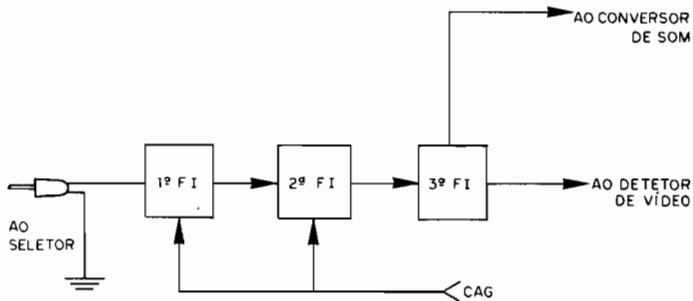 AO CONVERSOR
DE SOM
1º FI
2º FI
3º FI
AO DETETOR
DE VÍDEO
AO
SELETOR
CAG